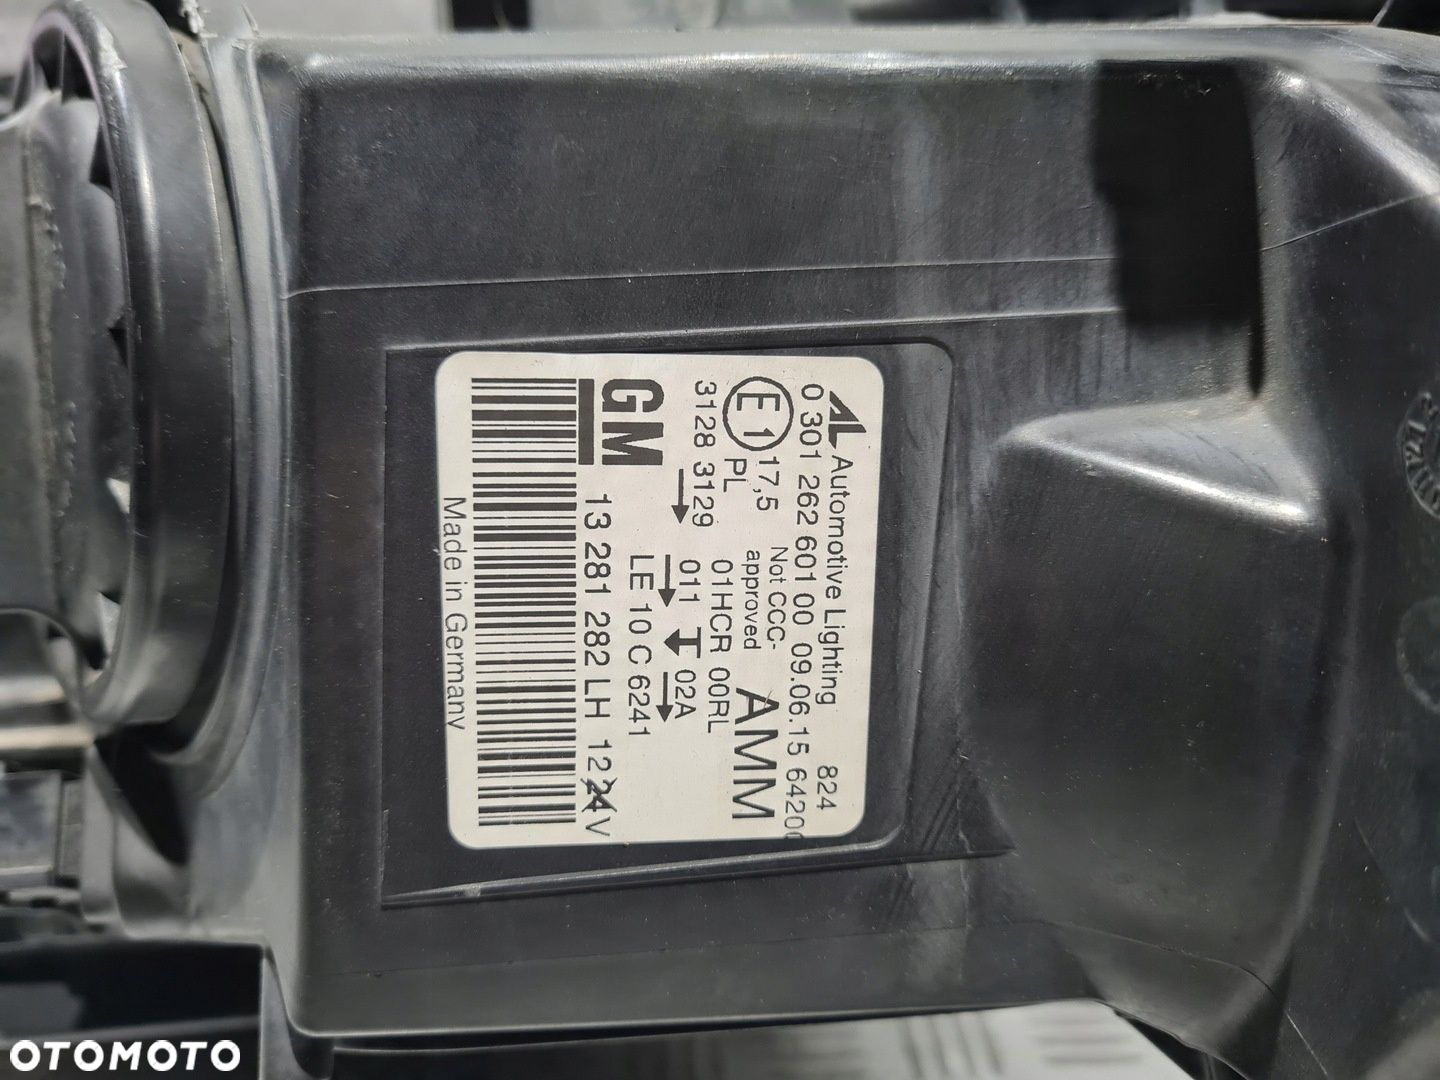 AL Automotive Lighting 824
0 301 262 601 00 09.06.15 64200
E1 17,5 Not CCC- AMM
PL approved
3128 3129 01HCR 00RL
011 02A
LE 10 C 6241
GM 13 281 282 LH 12 24 V
Made in Germany
OTOMOTO